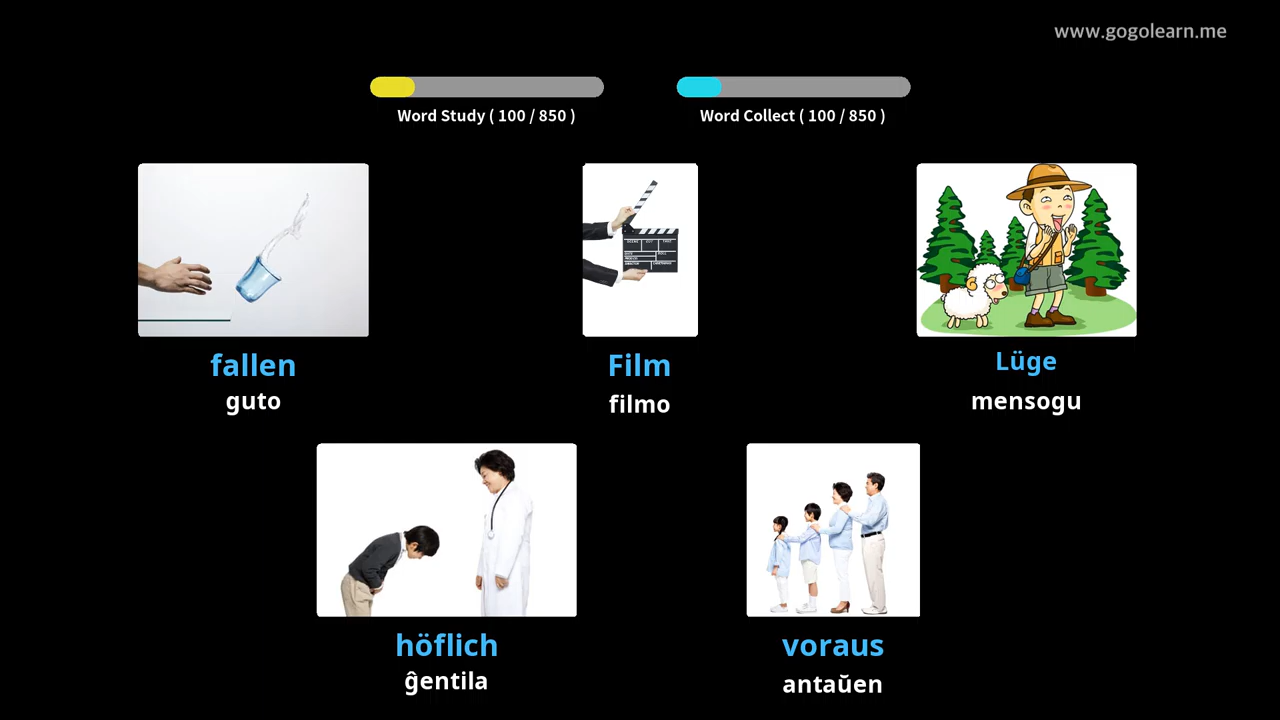 www.gogolearn.me
Word Study ( 100 / 850 )
Word Collect ( 100 / 850 )
fallen
guto
Film
filmo
Lüge
mensogu
höflich
ĝentila
voraus
antaŭen